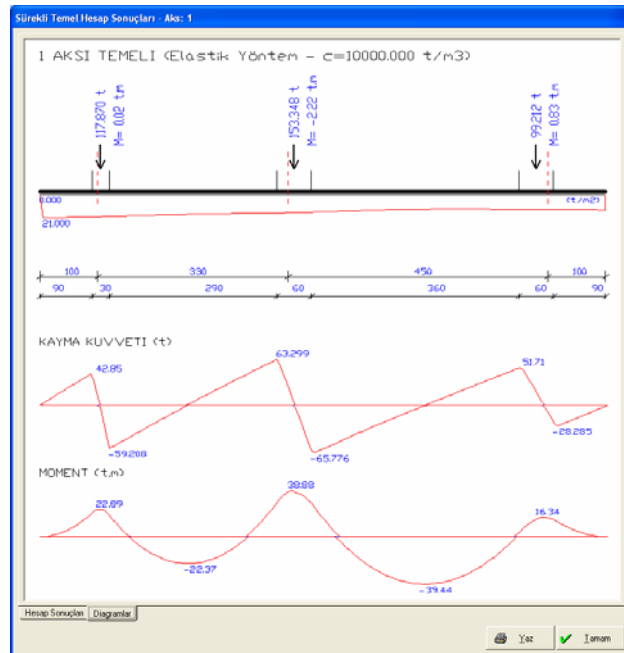 Sürekli Temel Hesap Sonuçları - Aks: 1
1 AKSI TEMELI (Elastik Yöntem - c=10000.000 t/m3)
117.870 t
M= 0.02 t.m
153.348 t
M= -2.22 t.m
99.212 t
M= 0.83 t.m
0.000
(t/m2)
21.000
100 330 450 100
90 30 290 60 360 60 90
KAYMA KUVVETI (t)
42.85
63.299
51.71
-59.208
-65.776
-28.285
MOMENT (t.m)
22.89
38.88
16.34
-22.37
-39.44
Hesap Sonuçları Diagramlar
Yaz Tamam